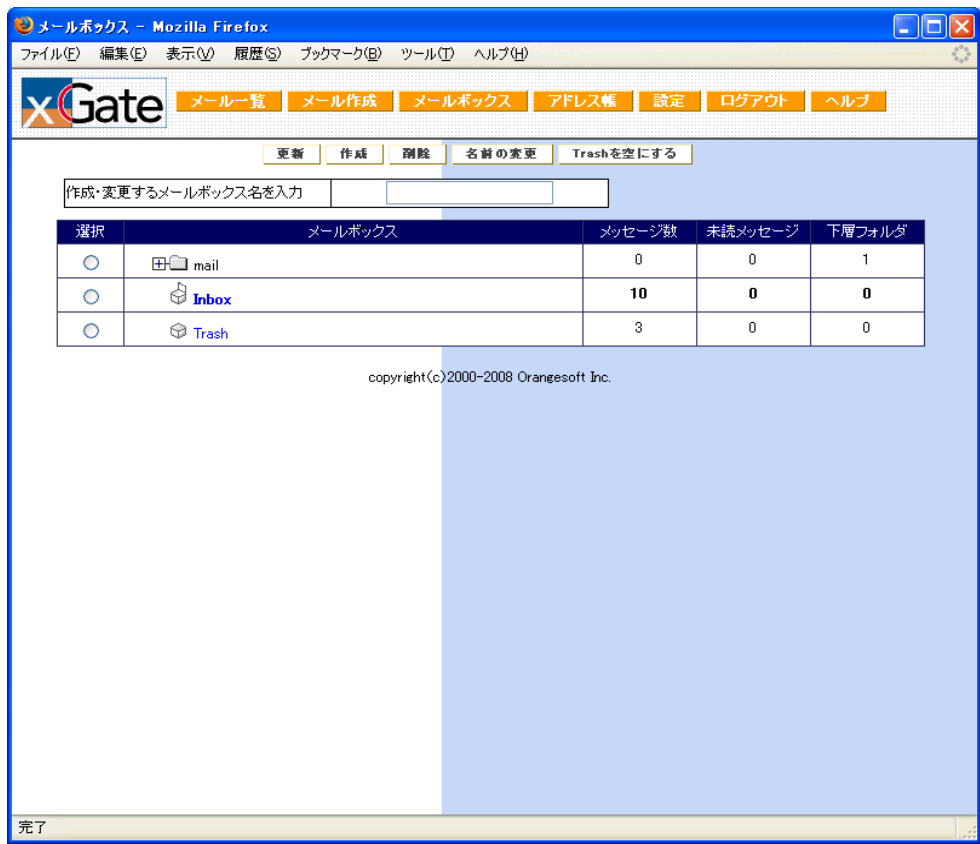 メールボックス - Mozilla Firefox
ファイル(F) 編集(E) 表示(V) 履歴(S) ブックマーク(B) ツール(T) ヘルプ(H)
xGate メール一覧 メール作成 メールボックス アドレス帳 設定 ログアウト ヘルプ
更新 作成 削除 名前の変更 Trashを空にする
作成・変更するメールボックス名を入力
選択 メールボックス メッセージ数 未読メッセージ 下層フォルダ
mail 0 0 1
Inbox 10 0 0
Trash 3 0 0
copyright(c)2000-2008 Orangesoft Inc.
完了